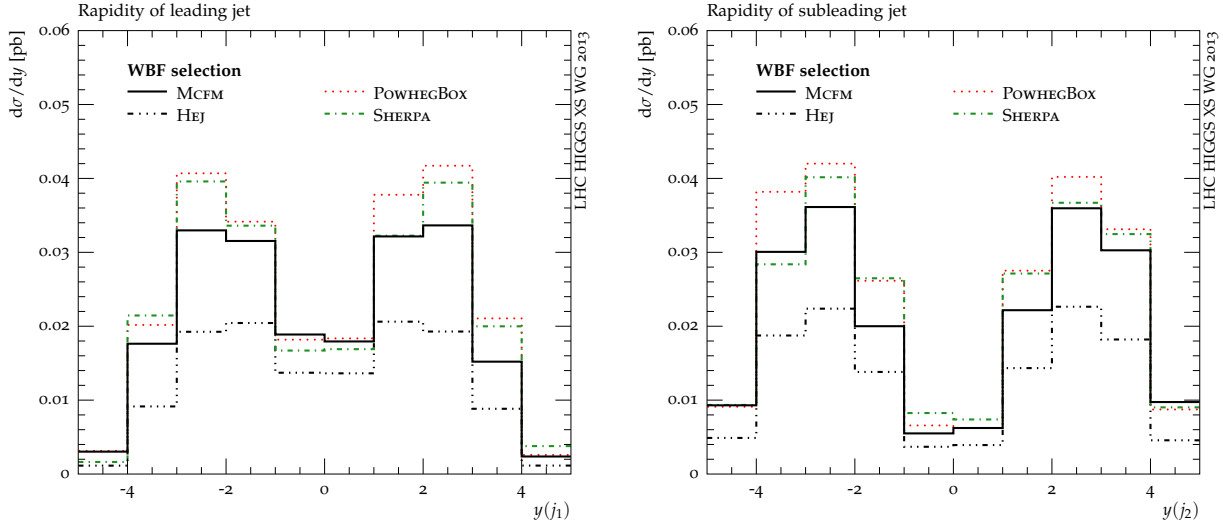 Rapidity of leading jet
dσ/dy [pb]
0.06
0.05
0.04
0.03
0.02
0.01
0
WBF selection
MCFM
HEJ
POWHEGBOX
SHERPA
-4 -2 0 2 4
y(j1)
LHC HIGGS XS WG 2013
Rapidity of subleading jet
dσ/dy [pb]
0.06
0.05
0.04
0.03
0.02
0.01
0
WBF selection
MCFM
HEJ
POWHEGBOX
SHERPA
-4 -2 0 2 4
y(j2)
LHC HIGGS XS WG 2013